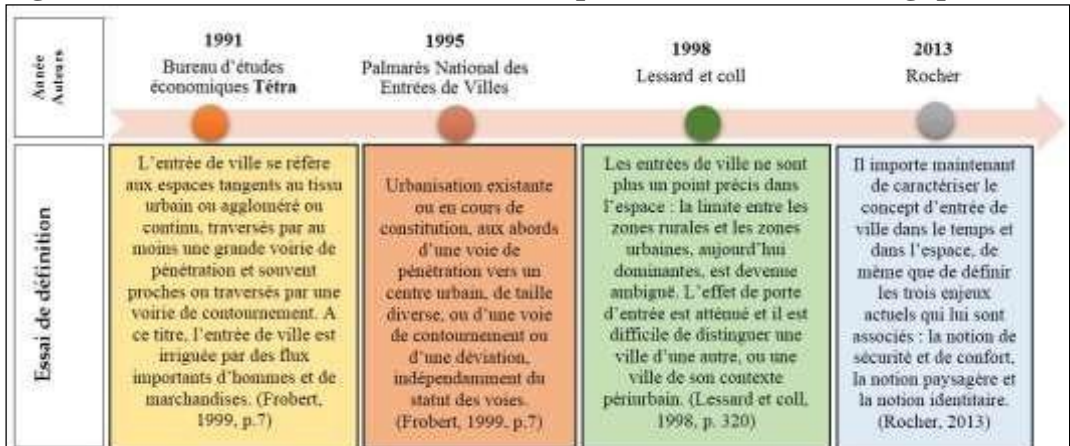 Année
Auteurs
1991
Bureau d'études
économiques Tétra
1995
Palmarès National des
Entrées de Villes
1998
Lessard et coll
2013
Rocher
Essai de définition
L'entrée de ville se réfère
aux espaces tangents au tissu
urbain ou aggloméré ou
continu, traversés par au
moins une grande voirie de
pénétration et souvent
proches ou traversés par une
voirie de contournement. A
ce titre, l'entrée de ville est
irriguée par des flux
importants d'hommes et de
marchandises. (Frobert,
1999, p.7)
Urbanisation existante
ou en cours de
constitution, aux abords
d'une voie de
pénétration vers un
centre urbain, de taille
diverse, ou d'une voie
de contournement ou
d'une déviation,
indépendamment du
statut des voies.
(Frobert, 1999, p.7)
Les entrées de ville ne sont
plus un point précis dans
l'espace : la limite entre les
zones rurales et les zones
urbaines, aujourd'hui
dominantes, est devenue
ambiguë. L'effet de porte
d'entrée est atténué et il est
difficile de distinguer une
ville d'une autre, ou une
ville de son contexte
périurbain. (Lessard et coll,
1998, p. 320)
Il importe maintenant
de caractériser le
concept d'entrée de
ville dans le temps et
dans l'espace, de
même que de définir
les trois enjeux
actuels qui lui sont
associés : la notion de
sécurité et de confort,
la notion paysagère et
la notion identitaire.
(Rocher, 2013)